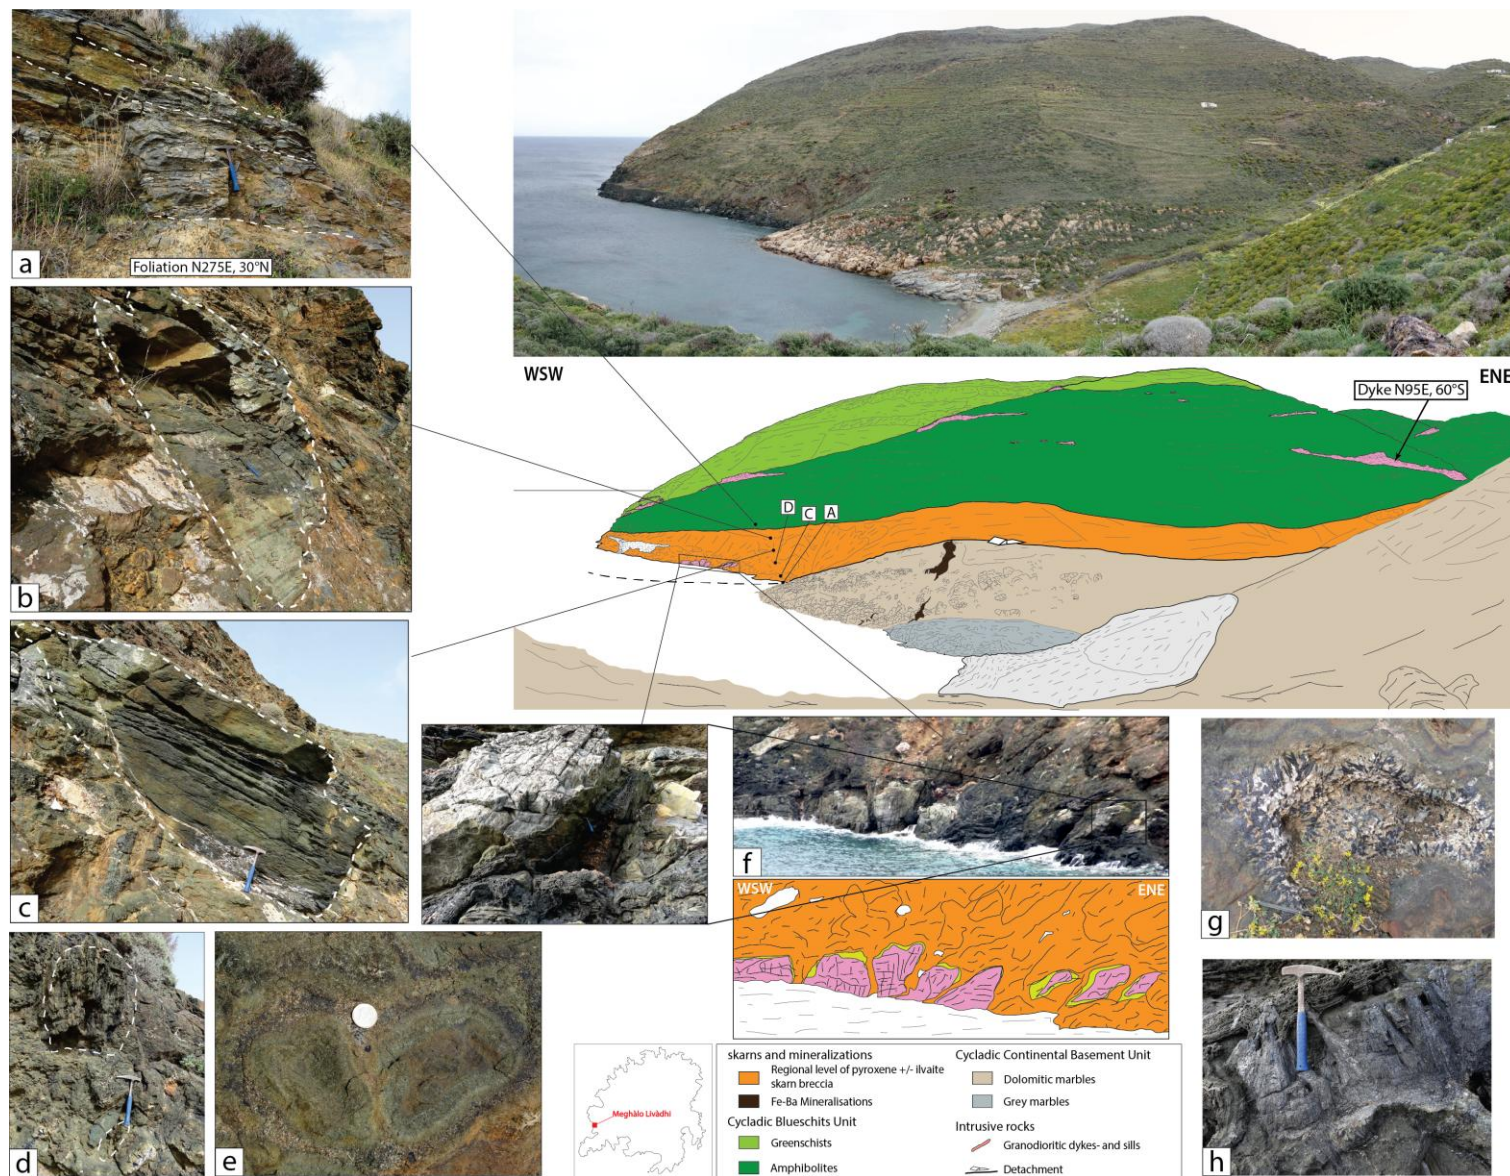 a
Foliation N275E, 30°N
b
c
d
e
WSW
ENE
Dyke N95E, 60°S
D
C
A
f
WSW
ENE
g
h
Meghàlo Livàdhi
skarns and mineralizations
Regional level of pyroxene +/- ilvaite
skarn breccia
Fe-Ba Mineralisations
Cycladic Blueschits Unit
Greenschists
Amphibolites
Cycladic Continental Basement Unit
Dolomitic marbles
Grey marbles
Intrusive rocks
Granodioritic dykes- and sills
Detachment